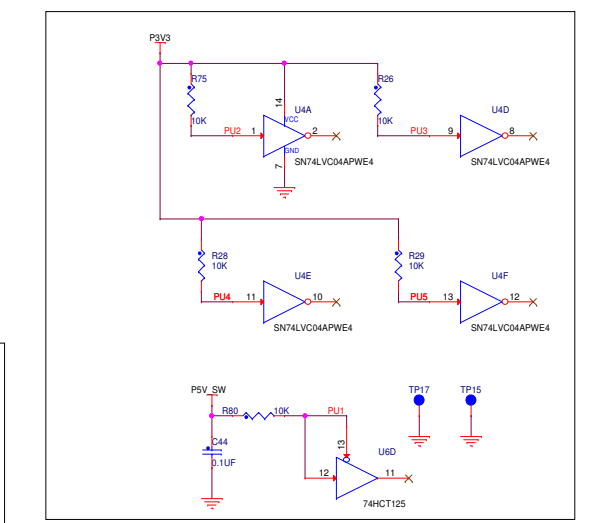 P3V3
R75
10K
PU2
1
14
U4A
VCC
2
GND
7
SN74LVC04APWE4
R26
10K
PU3
9
U4D
8
SN74LVC04APWE4
R28
10K
PU4
11
U4E
10
SN74LVC04APWE4
R29
10K
PU5
13
U4F
12
SN74LVC04APWE4
P5V_SW
R80
10K
PU1
C44
0.1UF
13
12
U6D
11
74HCT125
TP17
TP15